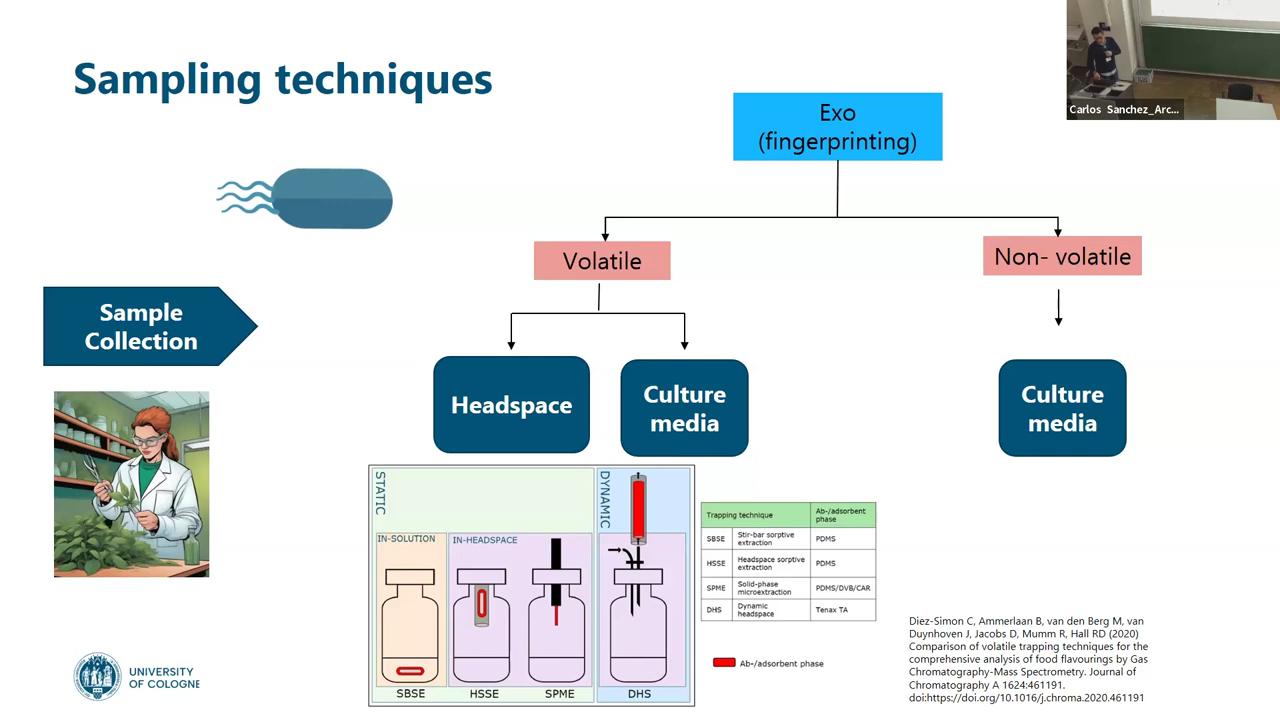 Sampling techniques
Carlos Sanchez_Arc...
Exo
(fingerprinting)
Volatile
Non- volatile
Sample
Collection
Headspace
Culture
media
Culture
media
STATIC
DYNAMIC
IN-SOLUTION
IN-HEADSPACE
SBSE
HSSE
SPME
DHS
Trapping technique
Ab-/adsorbent
phase
SBSE
Stir-bar sorptive
extraction
PDMS
HSSE
Headspace sorptive
extraction
PDMS
SPME
Solid-phase
microextraction
PDMS/DVB/CAR
DHS
Dynamic
headspace
Tenax TA
Ab-/adsorbent phase
Diez-Simon C, Ammerlaan B, van den Berg M, van
Duynhoven J, Jacobs D, Mumm R, Hall RD (2020)
Comparison of volatile trapping techniques for the
comprehensive analysis of food flavourings by Gas
Chromatography-Mass Spectrometry. Journal of
Chromatography A 1624:461191.
doi:https://doi.org/10.1016/j.chroma.2020.461191
UNIVERSITY
OF COLOGNE